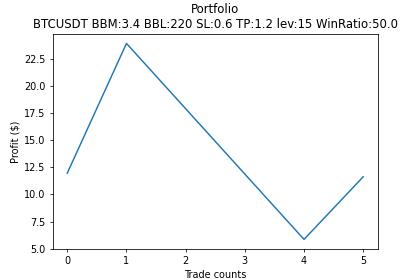 Portfolio
BTCUSDT BBM:3.4 BBL:220 SL:0.6 TP:1.2 lev:15 WinRatio:50.0
22.5
20.0
17.5
15.0
12.5
10.0
7.5
5.0
Profit ($)
0 1 2 3 4 5
Trade counts